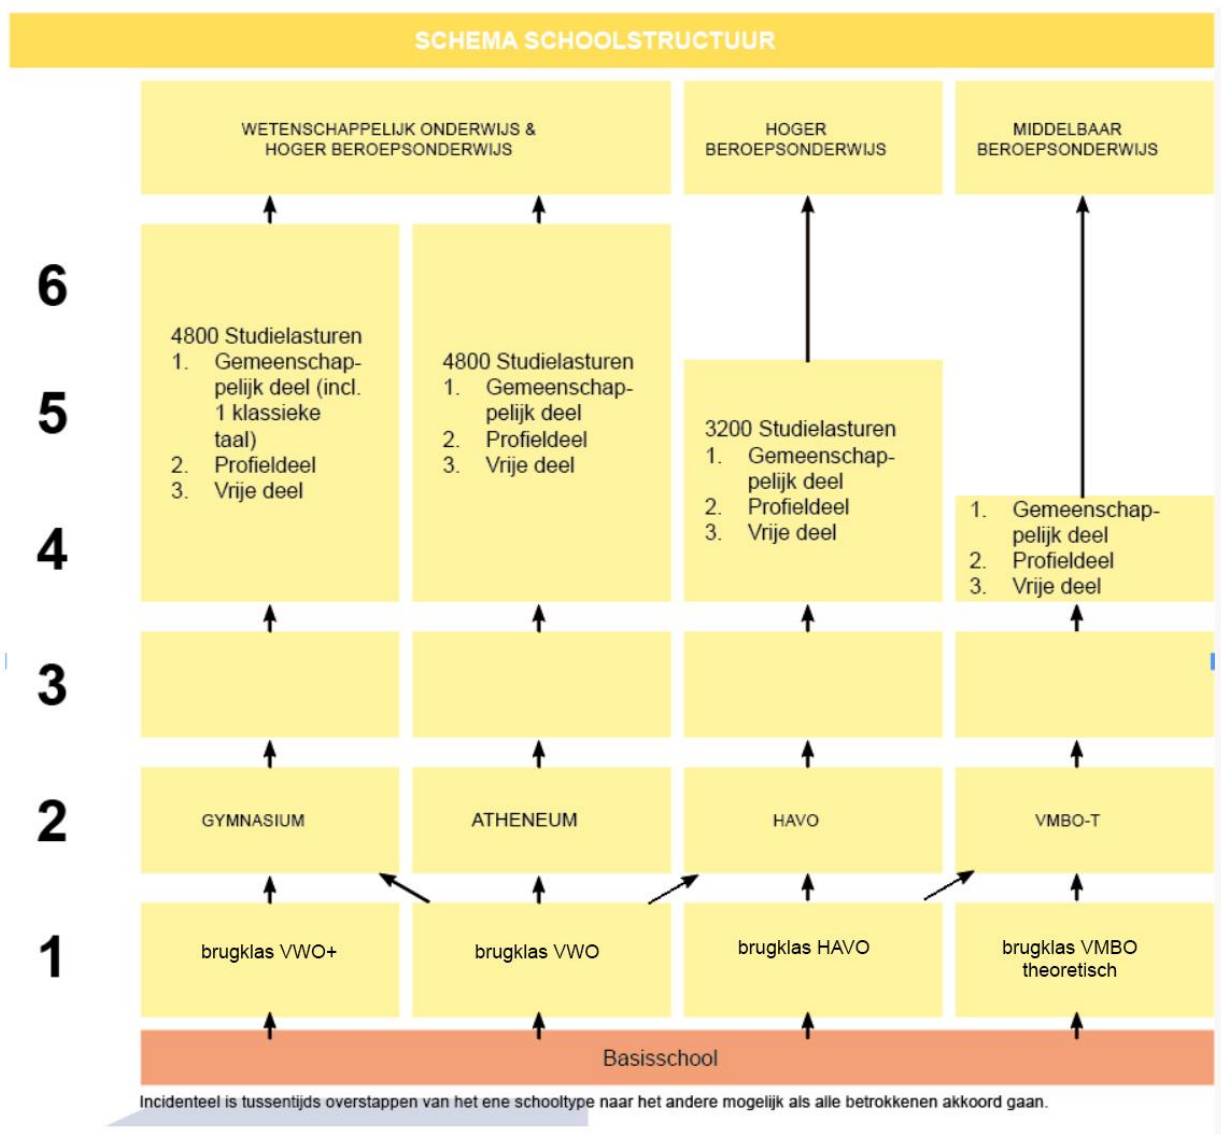 SCHEMA SCHOOLSTRUCTUUR
WETENSCHAPPELIJK ONDERWIJS &
HOGER BEROEPSONDERWIJS
HOGER
BEROEPSONDERWIJS
MIDDELBAAR
BEROEPSONDERWIJS
6
5
4
4800 Studielasturen
1. Gemeenschap-
pelijk deel (incl.
1 klassieke
taal)
2. Profieldeel
3. Vrije deel
4800 Studielasturen
1. Gemeenschap-
pelijk deel
2. Profieldeel
3. Vrije deel
3200 Studielasturen
1. Gemeenschap-
pelijk deel
2. Profieldeel
3. Vrije deel
1. Gemeenschap-
pelijk deel
2. Profieldeel
3. Vrije deel
3
2
GYMNASIUM
ATHENEUM
HAVO
VMBO-T
1
brugklas VWO+
brugklas VWO
brugklas HAVO
brugklas VMBO
theoretisch
Basisschool
Incidenteel is tussentijds overstappen van het ene schooltype naar het andere mogelijk als alle betrokkenen akkoord gaan.